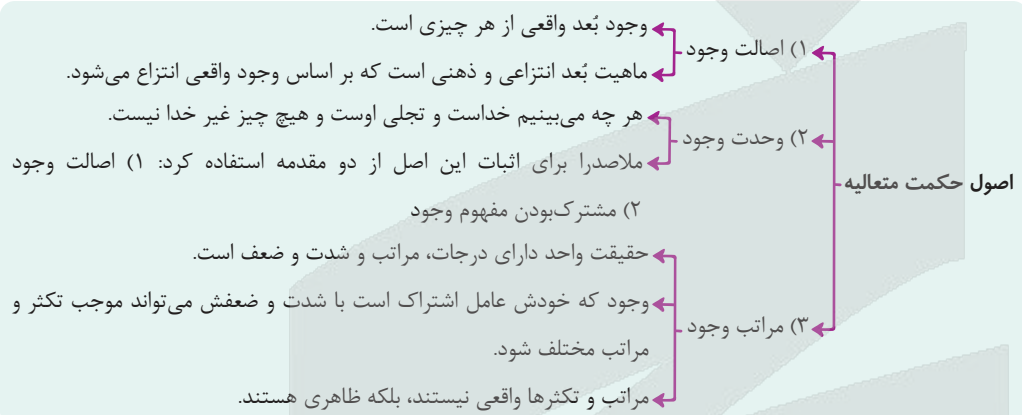 اصول حکمت متعالیه
۱) اصالت وجود
وجود بُعد واقعی از هر چیزی است.
ماهیت بُعد انتزاعی و ذهنی است که بر اساس وجود واقعی انتزاع می‌شود.
۲) وحدت وجود
هر چه می‌بینیم خداست و تجلی اوست و هیچ چیز غیر خدا نیست.
ملاصدرا برای اثبات این اصل از دو مقدمه استفاده کرد: ۱) اصالت وجود
۲) مشترک‌بودن مفهوم وجود
۳) مراتب وجود
حقیقت واحد دارای درجات، مراتب و شدت و ضعف است.
وجود که خودش عامل اشتراک است با شدت و ضعفش می‌تواند موجب تکثر و
مراتب مختلف شود.
مراتب و تکثرها واقعی نیستند، بلکه ظاهری هستند.